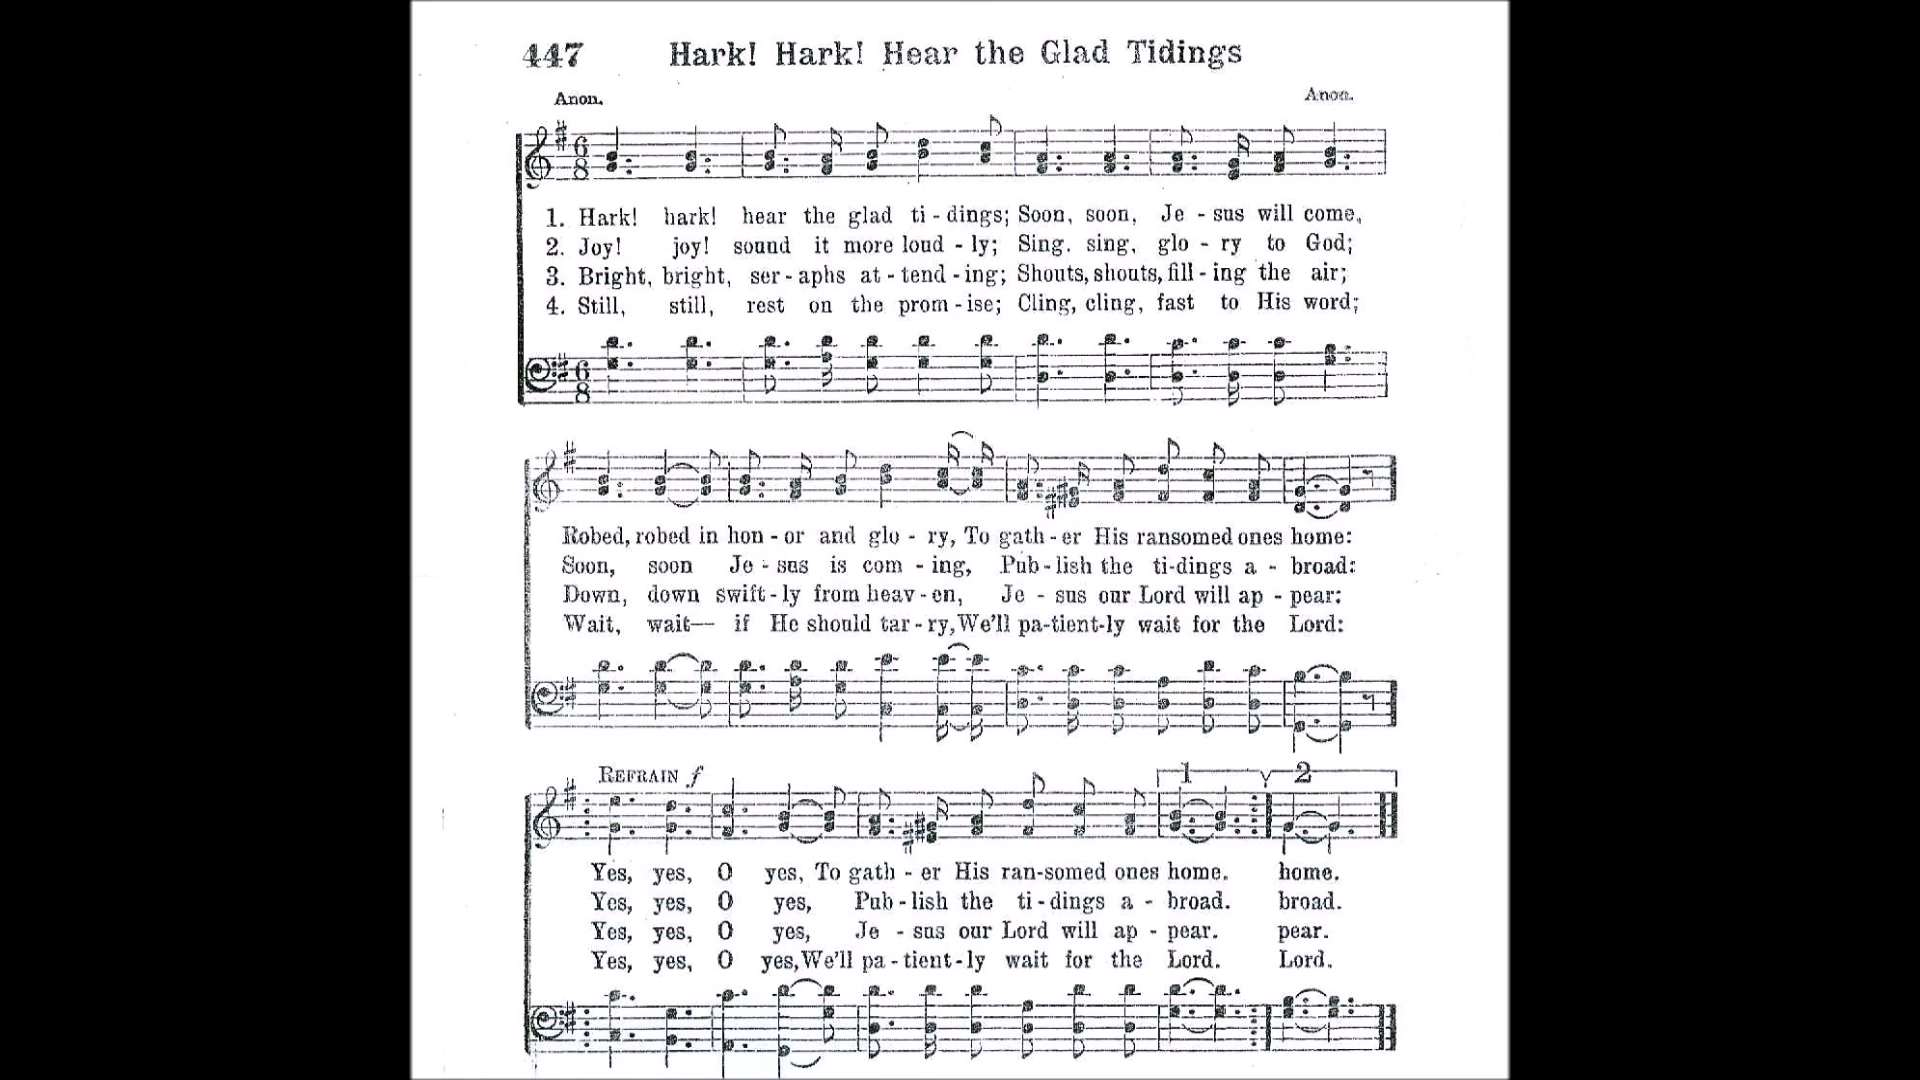 447 Hark! Hark! Hear the Glad Tidings
Anon. Anon.
1. Hark! hark! hear the glad ti - dings; Soon, soon, Je - sus will come,
2. Joy! joy! sound it more loud - ly; Sing. sing, glo - ry to God;
3. Bright, bright, ser - aphs at - tend - ing; Shouts, shouts, fill - ing the air;
4. Still, still, rest on the prom - ise; Cling, cling, fast to His word;
Robed, robed in hon - or and glo - ry, To gath - er His ransomed ones home:
Soon, soon Je - sus is com - ing, Pub - lish the ti - dings a - broad:
Down, down swift - ly from heav - en, Je - sus our Lord will ap - pear:
Wait, wait— if He should tar - ry, We'll pa - tient - ly wait for the Lord:
REFRAIN f 1 2
Yes, yes, O yes, To gath - er His ran - somed ones home. home.
Yes, yes, O yes, Pub - lish the ti - dings a - broad. broad.
Yes, yes, O yes, Je - sus our Lord will ap - pear. pear.
Yes, yes, O yes, We'll pa - tient - ly wait for the Lord. Lord.